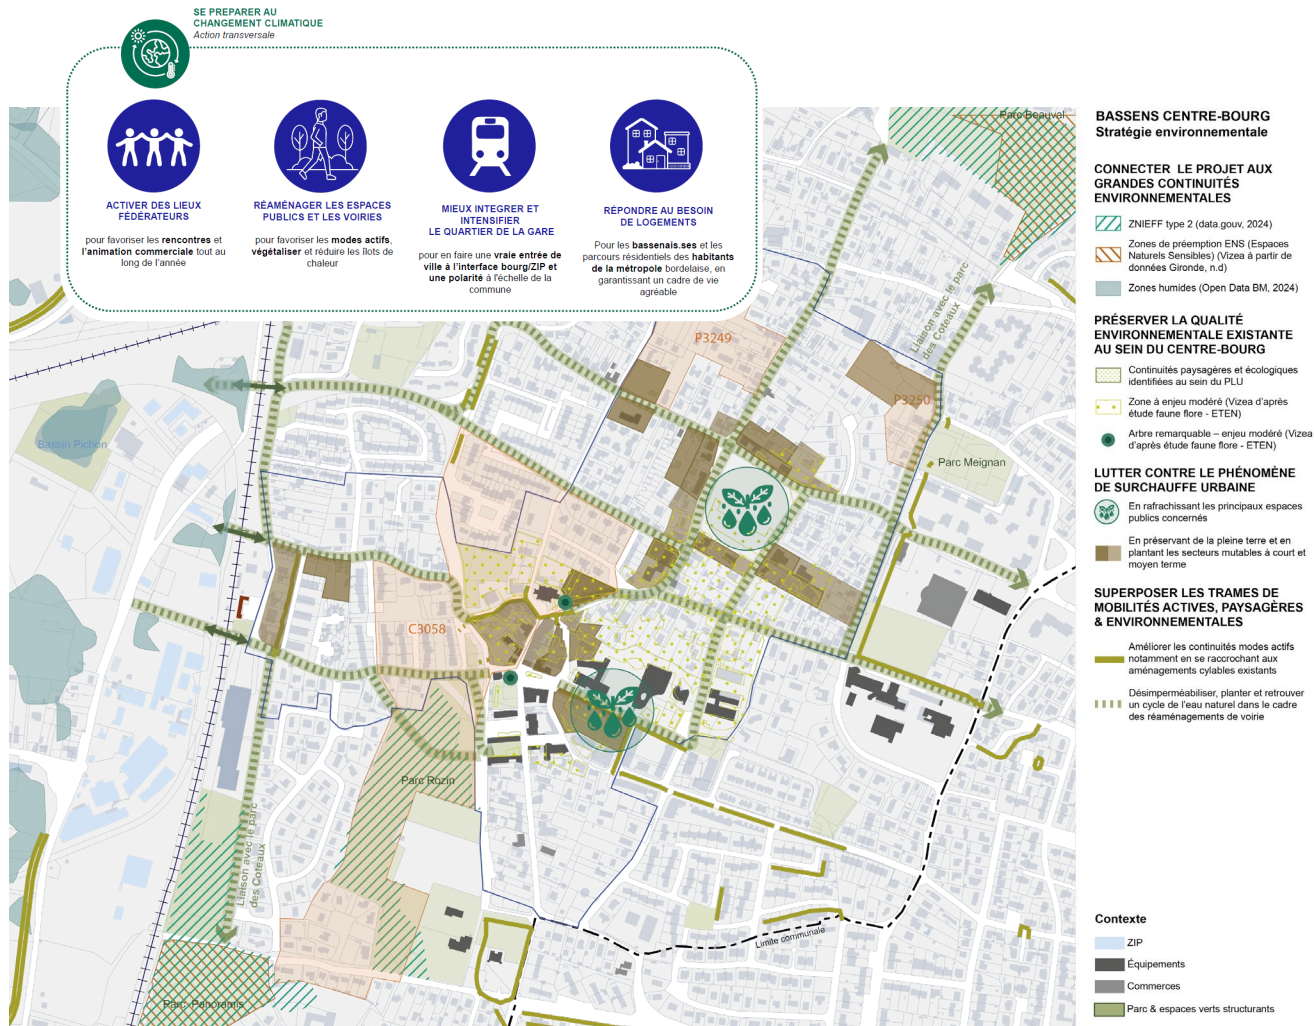 SE PREPARER AU
CHANGEMENT CLIMATIQUE
Action transversale
ACTIVER DES LIEUX
FÉDÉRATEURS
pour favoriser les rencontres et
l'animation commerciale tout au
long de l'année
RÉAMÉNAGER LES ESPACES
PUBLICS ET LES VOIRIES
pour favoriser les modes actifs,
végétaliser et réduire les îlots de
chaleur
MIEUX INTEGRER ET
INTENSIFIER
LE QUARTIER DE LA GARE
pour en faire une vraie entrée de
ville à l'interface bourg/ZIP et
une polarité à l'échelle de la
commune
RÉPONDRE AU BESOIN
DE LOGEMENTS
Pour les bassenais.ses et les
parcours résidentiels des habitants
de la métropole bordelaise, en
garantissant un cadre de vie
agréable
Parc Beauval
Liaison avec le parc
des Coteaux
P3249
P3250
Bassin Pichon
Parc Meignan
C3058
Parc Rozin
Liaison avec le parc
des Coteaux
Limite communale
Parc Panoramis
BASSENS CENTRE-BOURG
Stratégie environnementale
CONNECTER LE PROJET AUX
GRANDES CONTINUITÉS
ENVIRONNEMENTALES
ZNIEFF type 2 (data.gouv, 2024)
Zones de préemption ENS (Espaces
Naturels Sensibles) (Vizea à partir de
données Gironde, n.d)
Zones humides (Open Data BM, 2024)
PRÉSERVER LA QUALITÉ
ENVIRONNEMENTALE EXISTANTE
AU SEIN DU CENTRE-BOURG
Continuités paysagères et écologiques
identifiées au sein du PLU
Zone à enjeu modéré (Vizea d'après
étude faune flore - ETEN)
Arbre remarquable – enjeu modéré (Vizea
d'après étude faune flore - ETEN)
LUTTER CONTRE LE PHÉNOMÈNE
DE SURCHAUFFE URBAINE
En rafrachissant les principaux espaces
publics concernés
En préservant de la pleine terre et en
plantant les secteurs mutables à court et
moyen terme
SUPERPOSER LES TRAMES DE
MOBILITÉS ACTIVES, PAYSAGÈRES
& ENVIRONNEMENTALES
Améliorer les continuités modes actifs
notamment en se raccrochant aux
ménagements cylables existants
Désimperméabiliser, planter et retrouver
un cycle de l'eau naturel dans le cadre
des réaménagements de voirie
Contexte
ZIP
Équipements
Commerces
Parc & espaces verts structurants